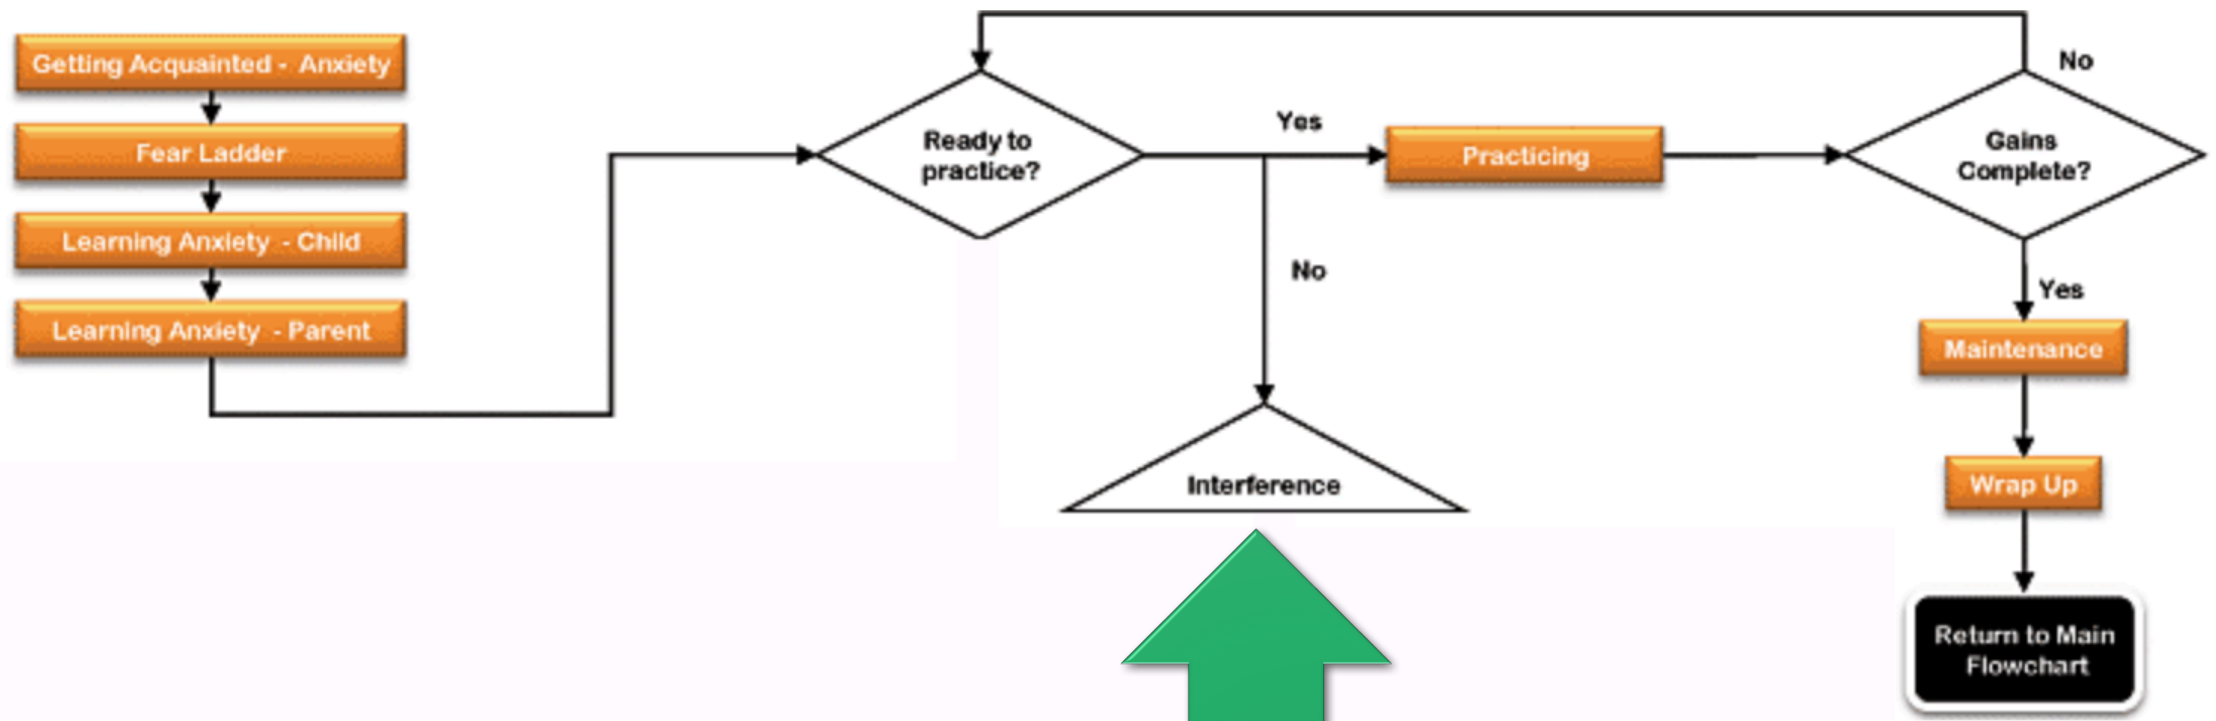 Getting Acquainted - Anxiety
Fear Ladder
Learning Anxiety - Child
Learning Anxiety - Parent
Ready to
practice?
Yes
No
Practicing
Interference
Gains
Complete?
No
Yes
Maintenance
Wrap Up
Return to Main
Flowchart